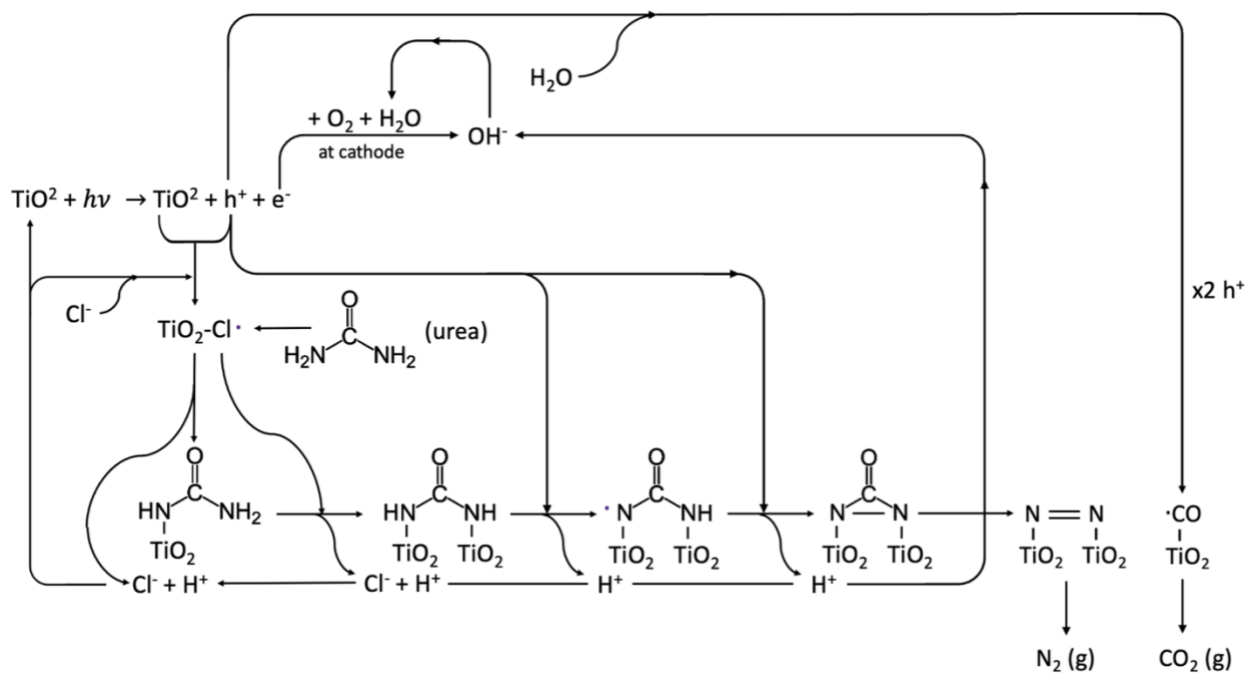 H₂O
+ O₂ + H₂O
at cathode
OH⁻
TiO² + hν → TiO² + h⁺ + e⁻
x2 h⁺
Cl⁻
TiO₂-Cl·
O
C
H₂N
NH₂
(urea)
O
C
HN
NH₂
TiO₂
O
C
HN
NH
TiO₂
TiO₂
O
C
·N
NH
TiO₂
TiO₂
O
C
N
N
TiO₂
TiO₂
N=N
TiO₂
TiO₂
·CO
TiO₂
Cl⁻ + H⁺
Cl⁻ + H⁺
H⁺
H⁺
N₂ (g)
CO₂ (g)